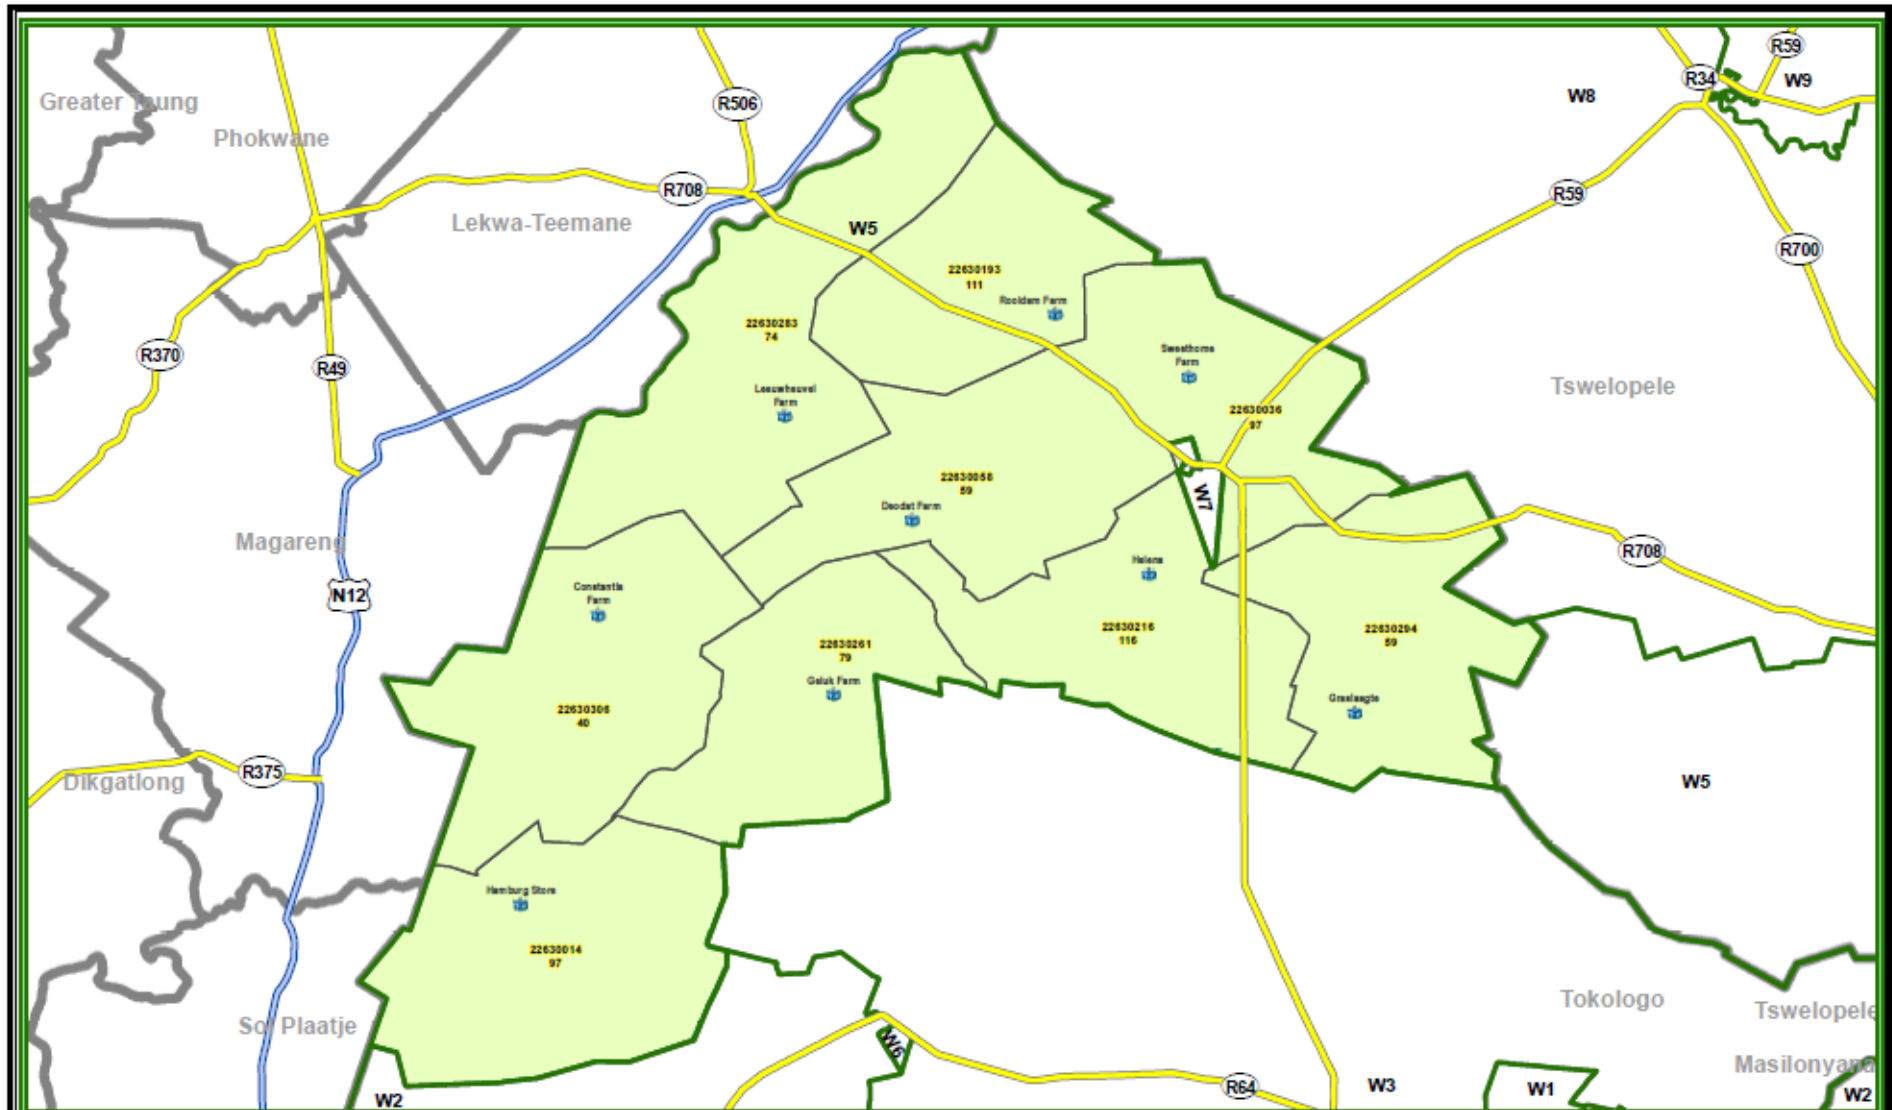 R59
R34
W9
W8
Greater Taung
R506
Phokwane
R708
R59
Lekwa-Teemane
W5
R700
22630193
111
Rooidam Farm
22630283
74
Sweethome
Farm
R370
R49
Tswelopele
Leeuwheuvel
Farm
22630036
97
22630058
59
W7
Deodat Farm
Magareng
R708
Helena
N12
Constantia
Farm
22630216
116
22630294
59
22630261
79
Geluk Farm
Graslaagte
22630306
40
R375
Dikgatlong
W5
Hamburg Store
22630014
97
Tokologo
Tswelopele
Sol Plaatje
W6
Masilonyana
R64
W3
W1
W2
W2